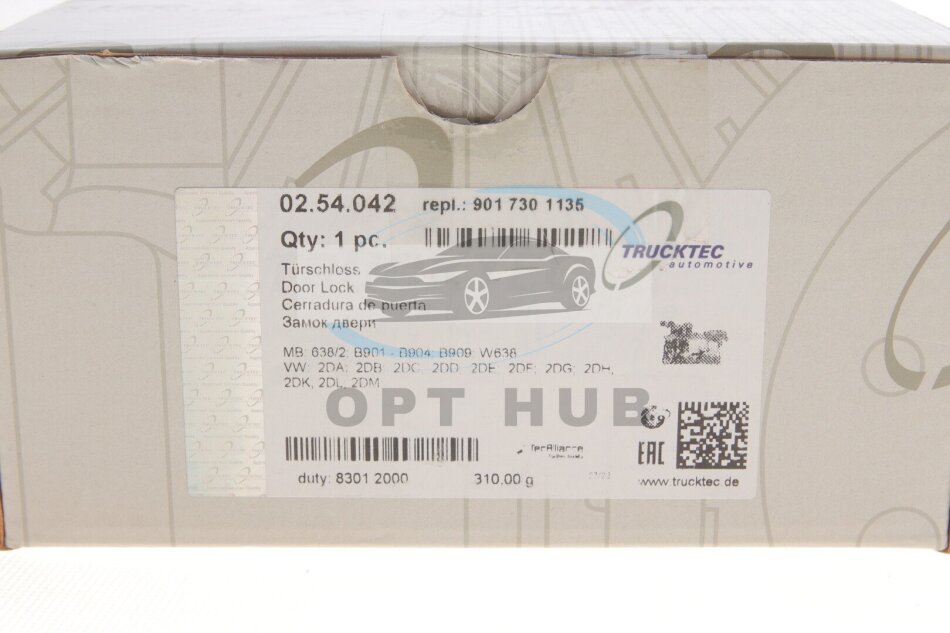 02.54.042 repl.: 901 730 1135
Qty: 1 pc.
TRUCKTEC
automotive
Türschloss
Door Lock
Cerradura de puerta
Замок двери
MB: 638/2; B901 - B904; B909; W638
VW: 2DA; 2DB; 2DC; 2DD; 2DE; 2DF; 2DG; 2DH;
2DK; 2DL; 2DM
OPT HUB
TecAlliance
EAC
duty: 8301 2000 310.00 g
www.trucktec.de